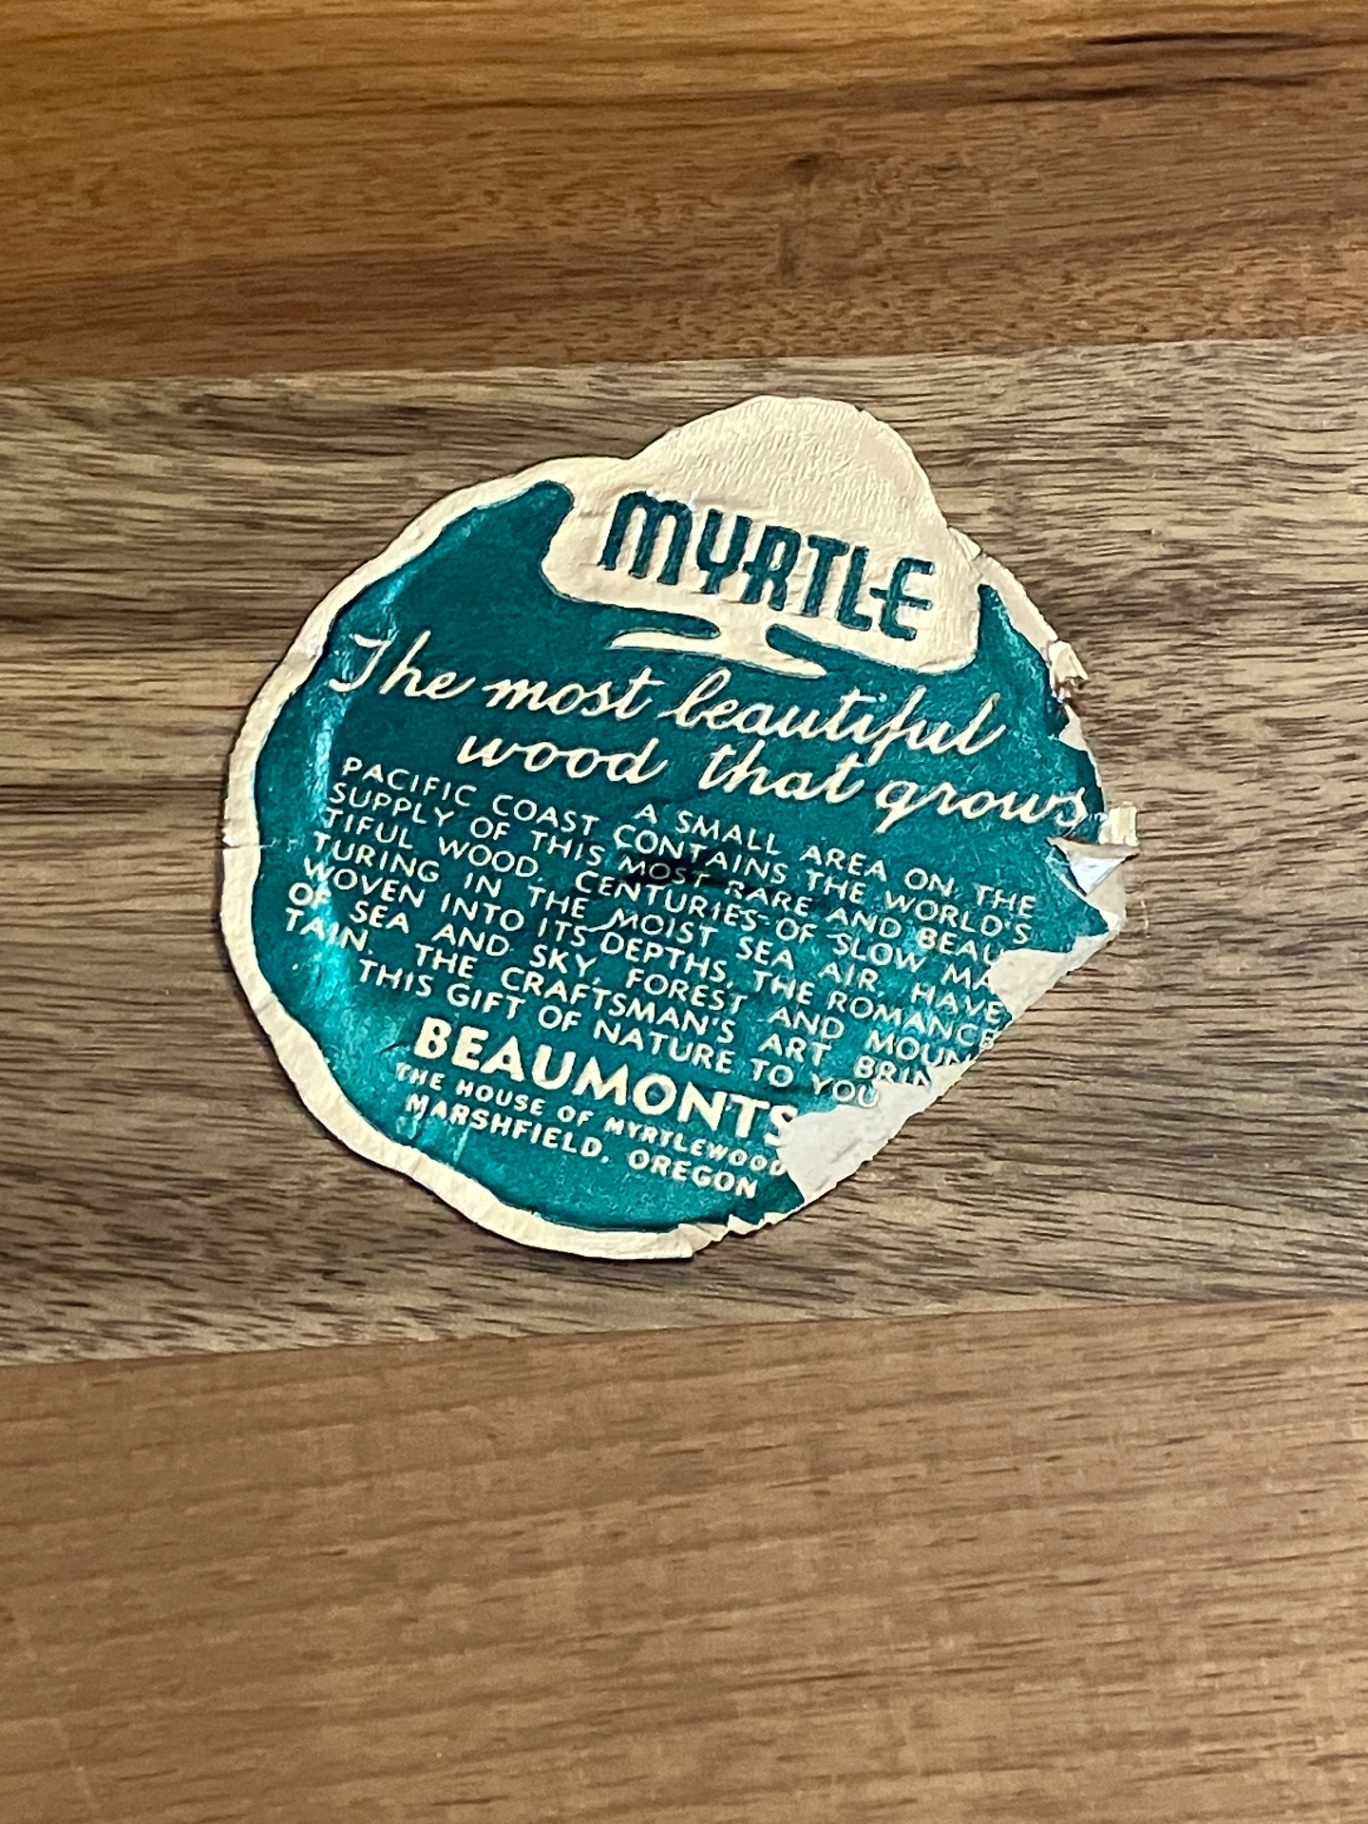 MYRTLE
The most beautiful
wood that grows
A SMALL AREA ON THE
PACIFIC COAST CONTAINS THE WORLD'S
SUPPLY OF THIS MOST RARE AND BEAU
TIFUL WOOD. CENTURIES OF SLOW MA
TURING IN THE MOIST SEA AIR HAVE
WOVEN INTO ITS DEPTHS, THE ROMANCE
OF SEA AND SKY, FOREST AND MOUN
TAIN. THE CRAFTSMAN'S ART BRIN
THIS GIFT OF NATURE TO YOU
BEAUMONTS
THE HOUSE OF MYRTLEWOOD
MARSHFIELD, OREGON